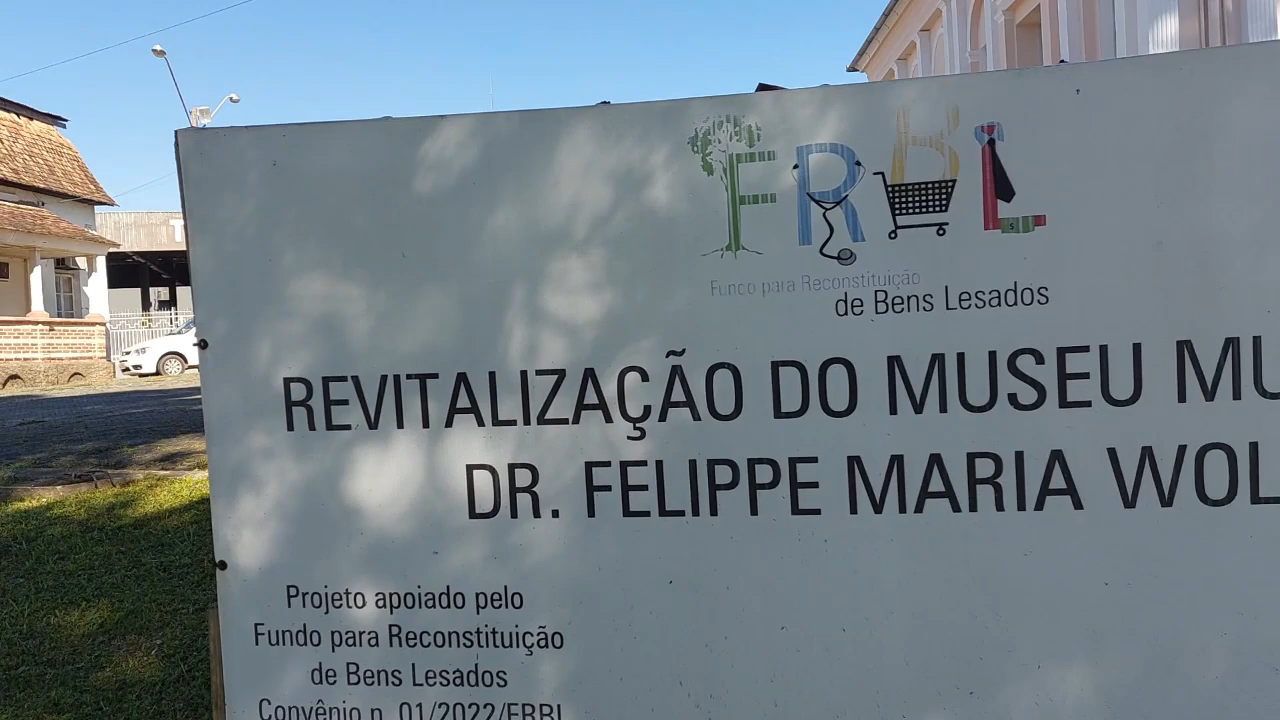 FRBL
Fundo para Reconstituição
de Bens Lesados
REVITALIZAÇÃO DO MUSEU MU
DR. FELIPPE MARIA WOL
Projeto apoiado pelo
Fundo para Reconstituição
de Bens Lesados
Convênio n. 01/2022/FRBL